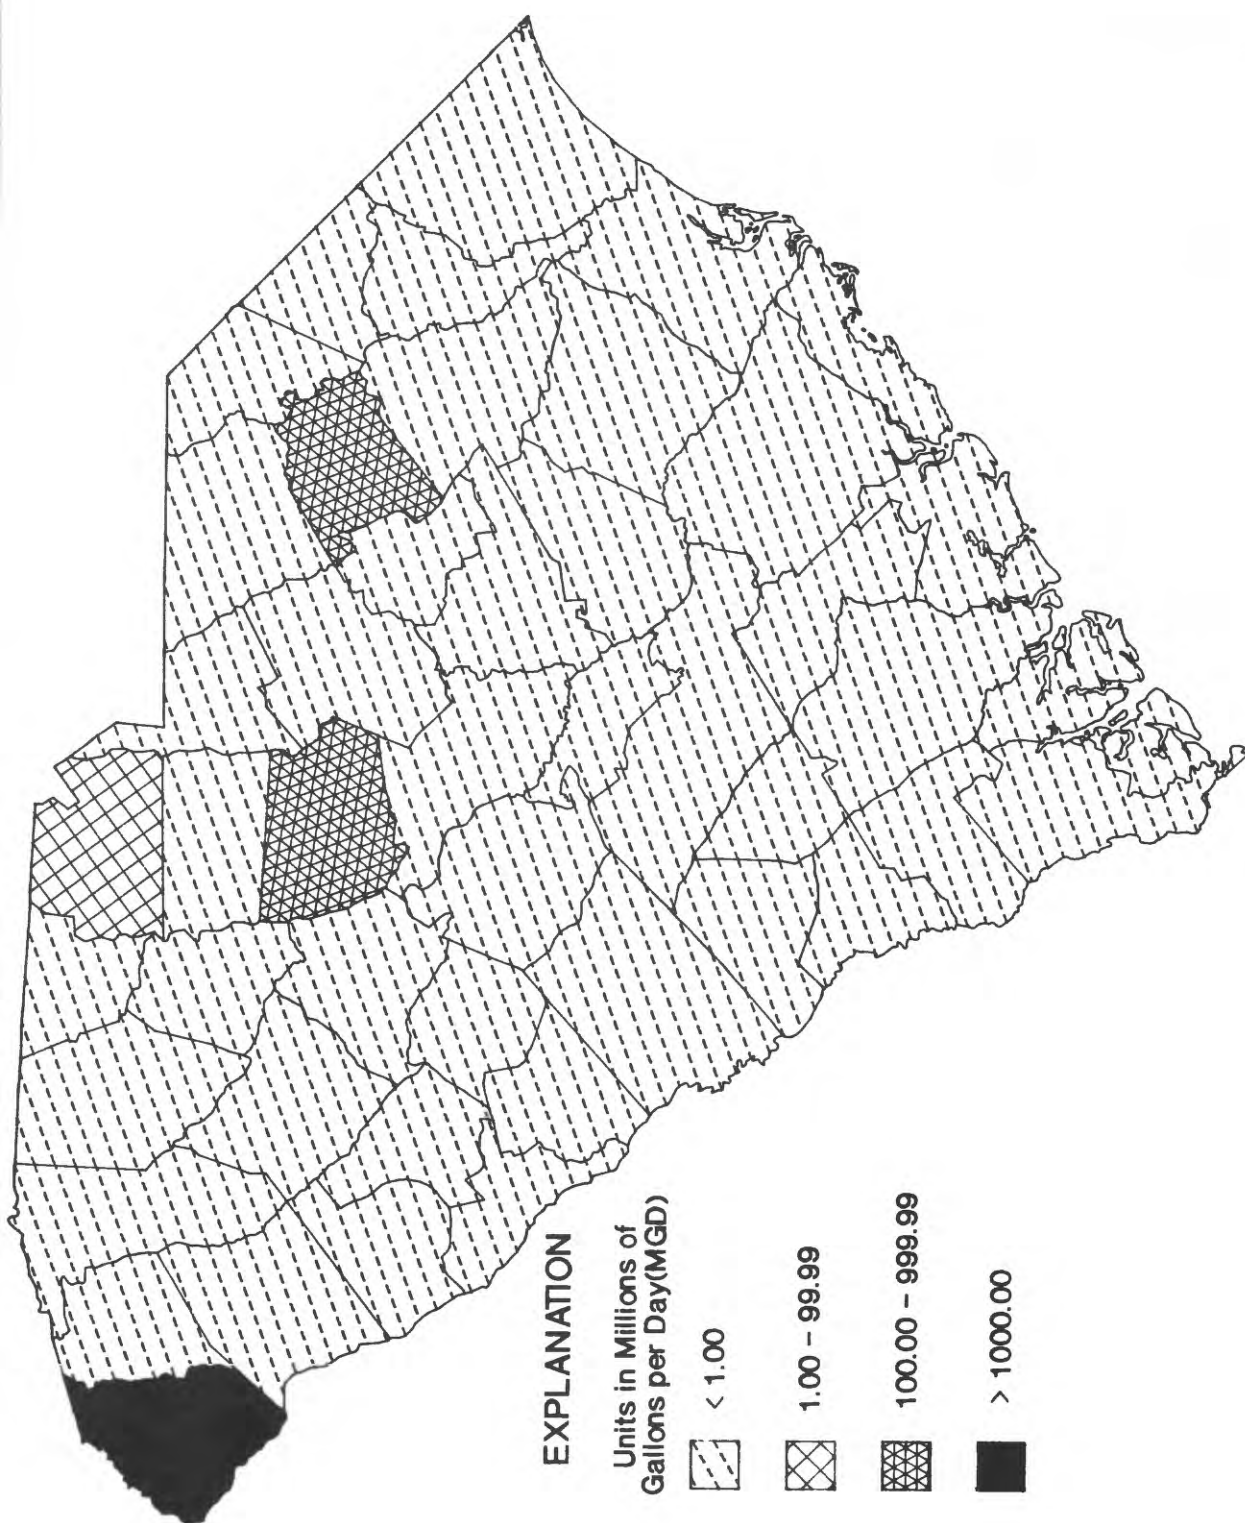 EXPLANATION
Units in Millions of
Gallons per Day(MGD)
< 1.00
1.00 - 99.99
100.00 - 999.99
> 1000.00